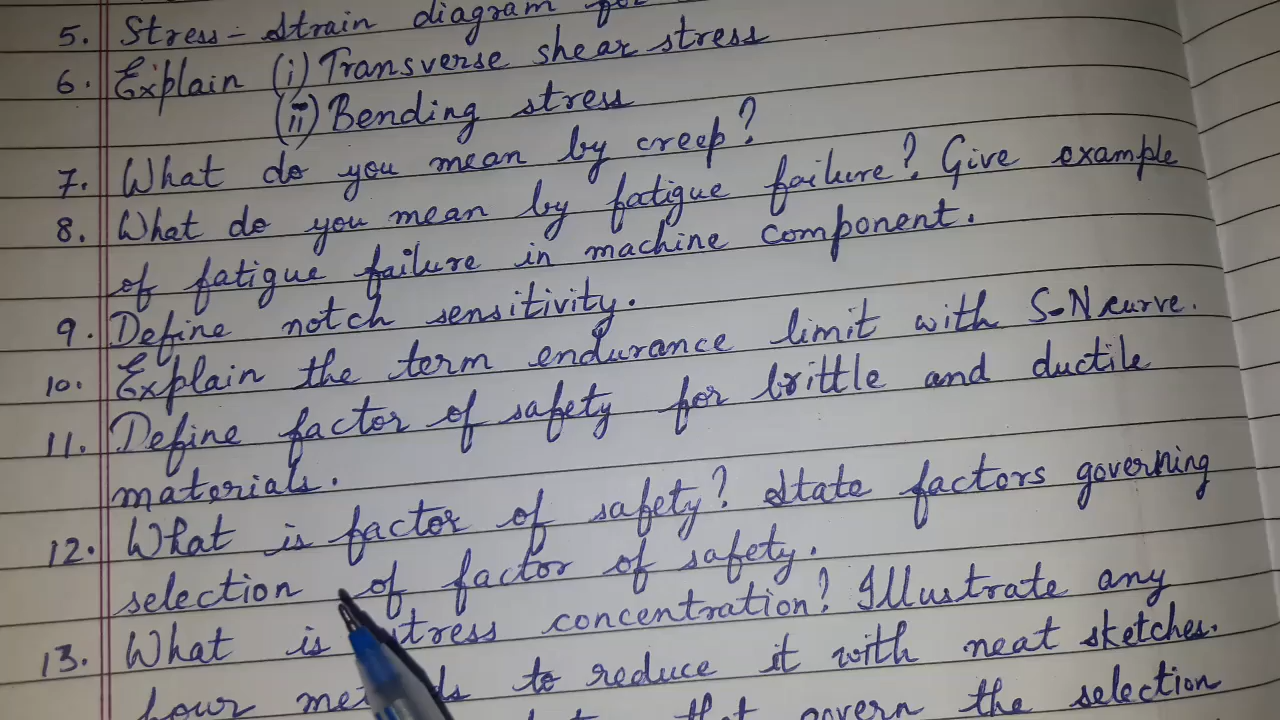 5. Stress - strain diagram for
6. Explain (i) Transverse shear stress
(ii) Bending stress
7. What do you mean by creep?
8. What do you mean by fatigue failure? Give example
of fatigue failure in machine component.
9. Define notch sensitivity.
10. Explain the term endurance limit with S-N curve.
11. Define factor of safety for brittle and ductile
materials.
12. What is factor of safety? State factors governing
selection of factor of safety.
13. What is stress concentration? Illustrate any
four to reduce it with neat sketches.
that govern the selection